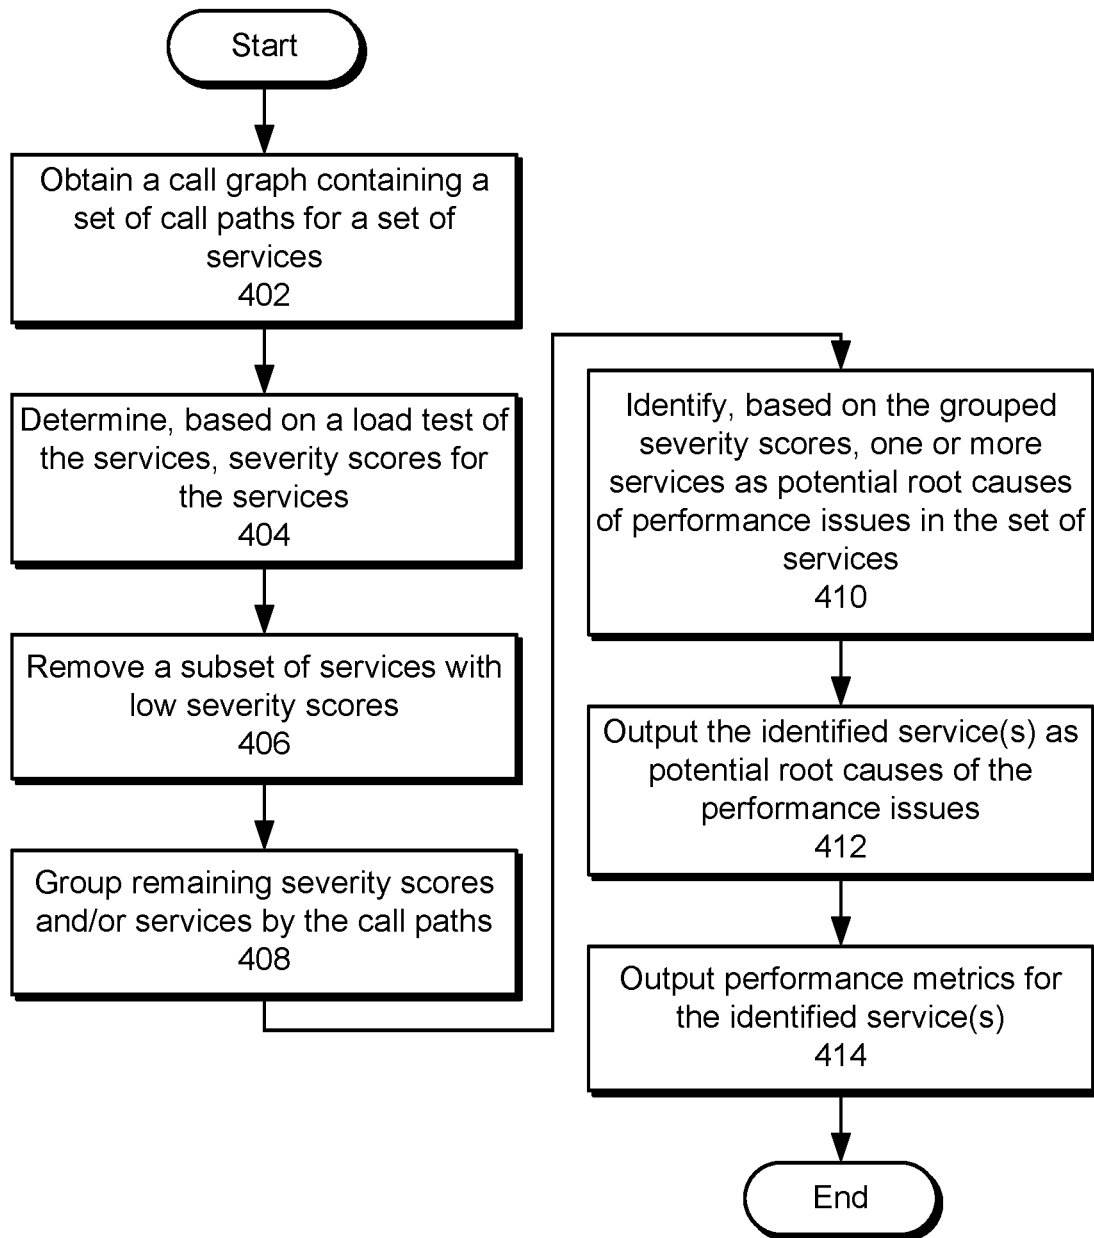 Start
Obtain a call graph containing a
set of call paths for a set of
services
402
Determine, based on a load test of
the services, severity scores for
the services
404
Remove a subset of services with
low severity scores
406
Group remaining severity scores
and/or services by the call paths
408
Identify, based on the grouped
severity scores, one or more
services as potential root causes
of performance issues in the set of
services
410
Output the identified service(s) as
potential root causes of the
performance issues
412
Output performance metrics for
the identified service(s)
414
End